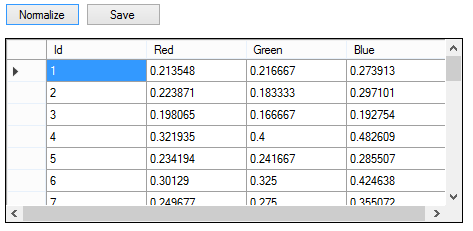 Normalize Save
Id Red Green Blue
1 0.213548 0.216667 0.273913
2 0.223871 0.183333 0.297101
3 0.198065 0.166667 0.192754
4 0.321935 0.4 0.482609
5 0.234194 0.241667 0.285507
6 0.30129 0.325 0.424638
7 0.249677 0.275 0.355072